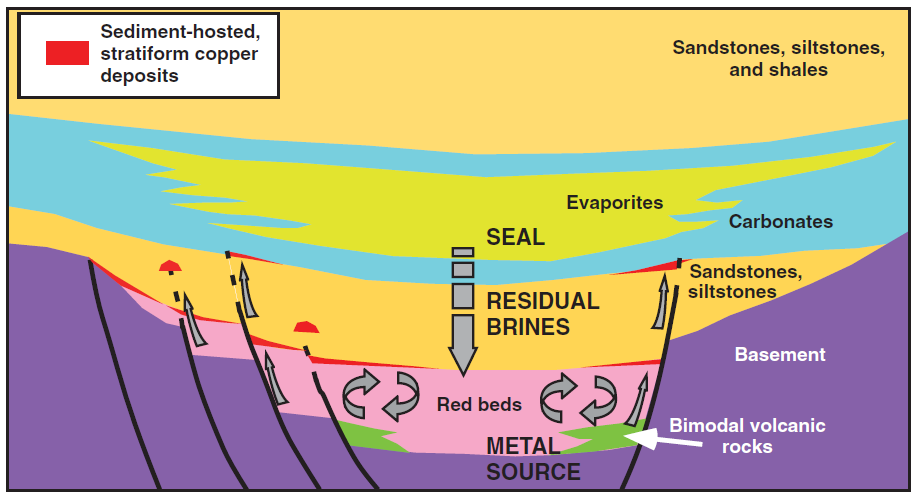 Sediment-hosted,
stratiform copper
deposits
Sandstones, siltstones,
and shales
Evaporites
Carbonates
SEAL
Sandstones,
siltstones
RESIDUAL
BRINES
Basement
Red beds
Bimodal volcanic
rocks
METAL
SOURCE